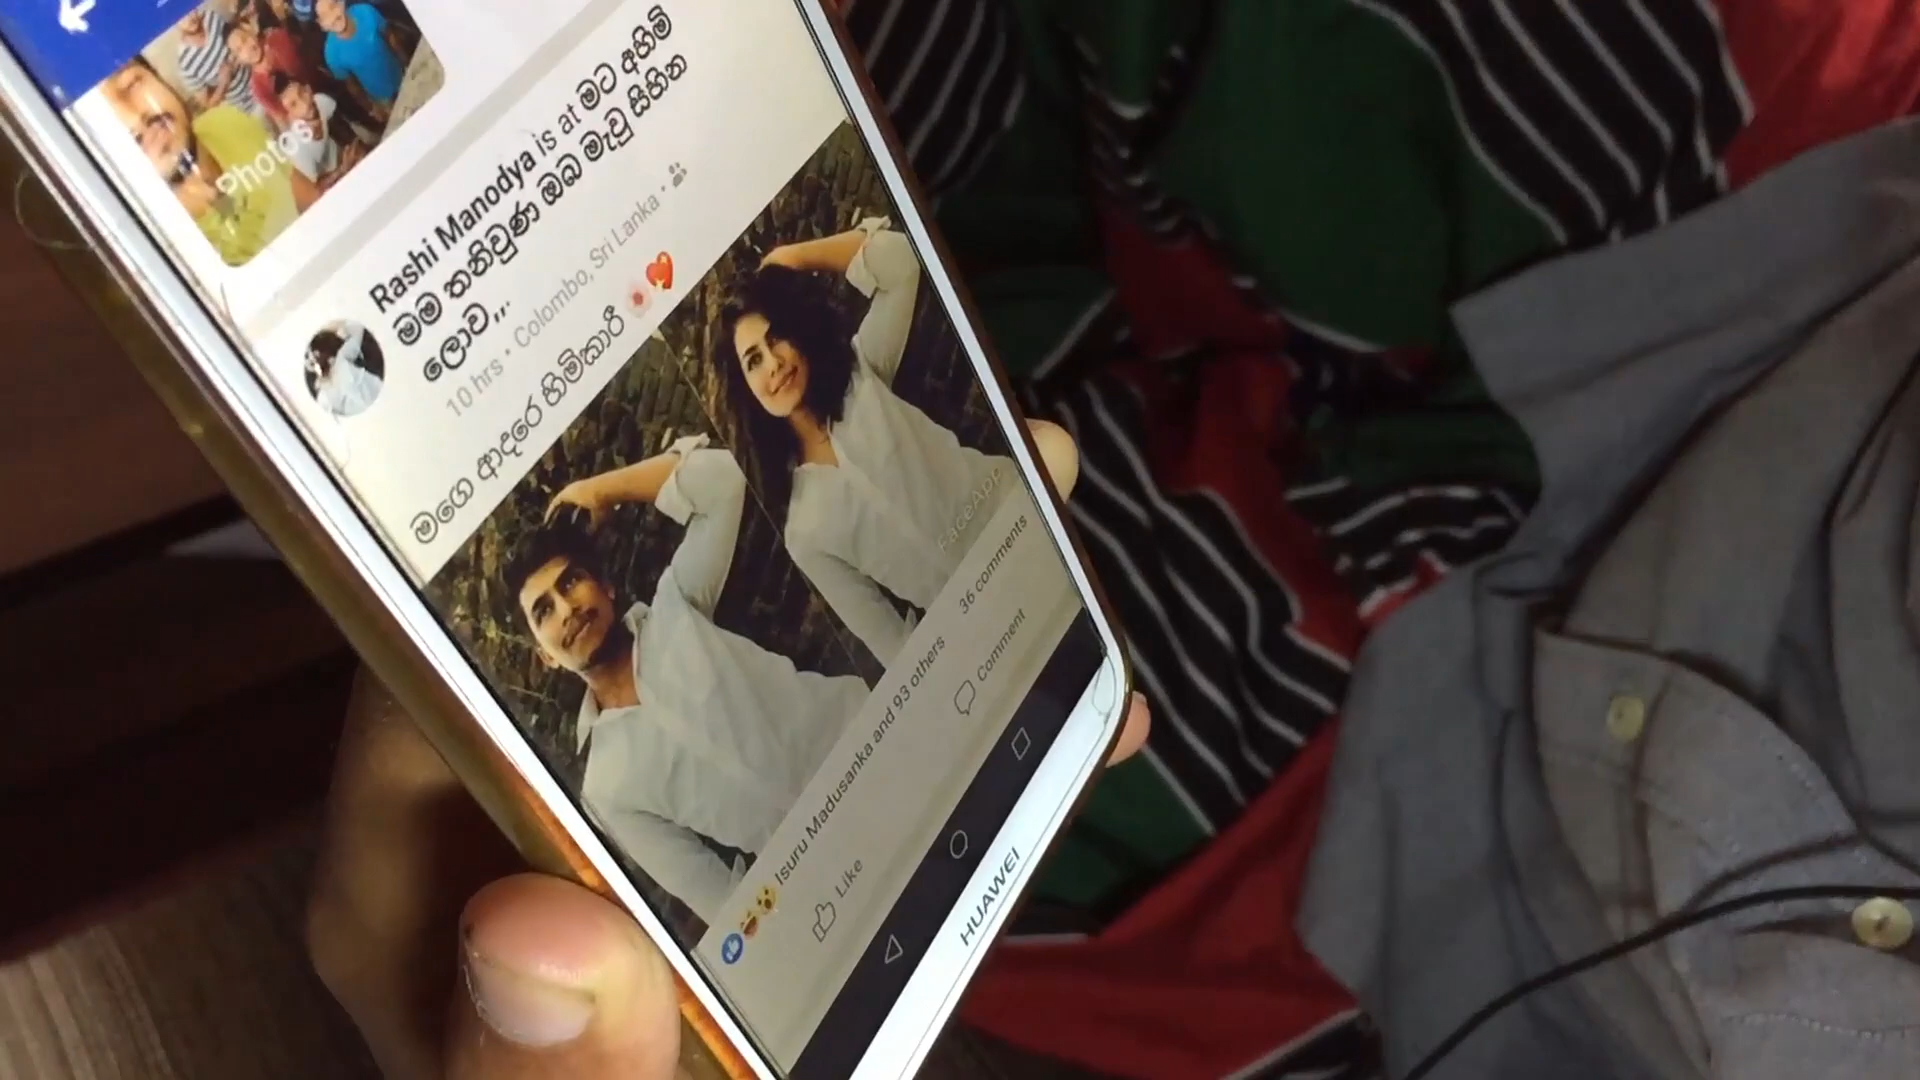 Photos
Rashi Manodya is at මට අහිමි
මම තනිවුණ ඔබ මැවූ සිහින
ලොව,,.
10 hrs • Colombo, Sri Lanka •
මගෙ ආදරෙ හිමිකාරී
FaceApp
Isuru Madusanka and 93 others
36 comments
Like
Comment
HUAWEI